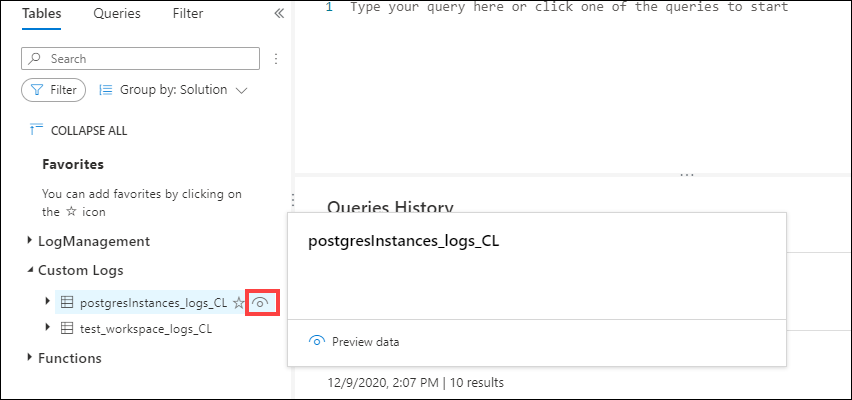 Tables Queries Filter
Search
Filter Group by: Solution
COLLAPSE ALL
Favorites
You can add favorites by clicking on
the ☆ icon
LogManagement
Custom Logs
postgresInstances_logs_CL
test_workspace_logs_CL
Functions
1 Type your query here or click one of the queries to start
Queries History
postgresInstances_logs_CL
Preview data
12/9/2020, 2:07 PM | 10 results